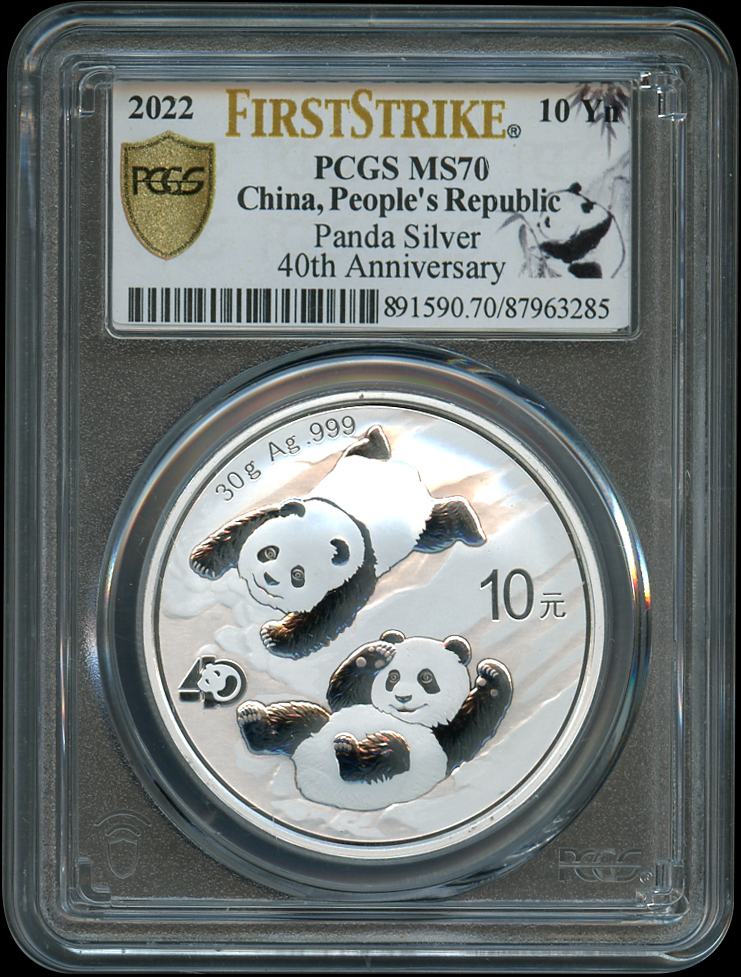 2022 FIRSTSTRIKE® 10 Yn
PCGS
PCGS MS70
China, People's Republic
Panda Silver
40th Anniversary
891590.70/87963285
30g Ag .999
10元
40
PCGS